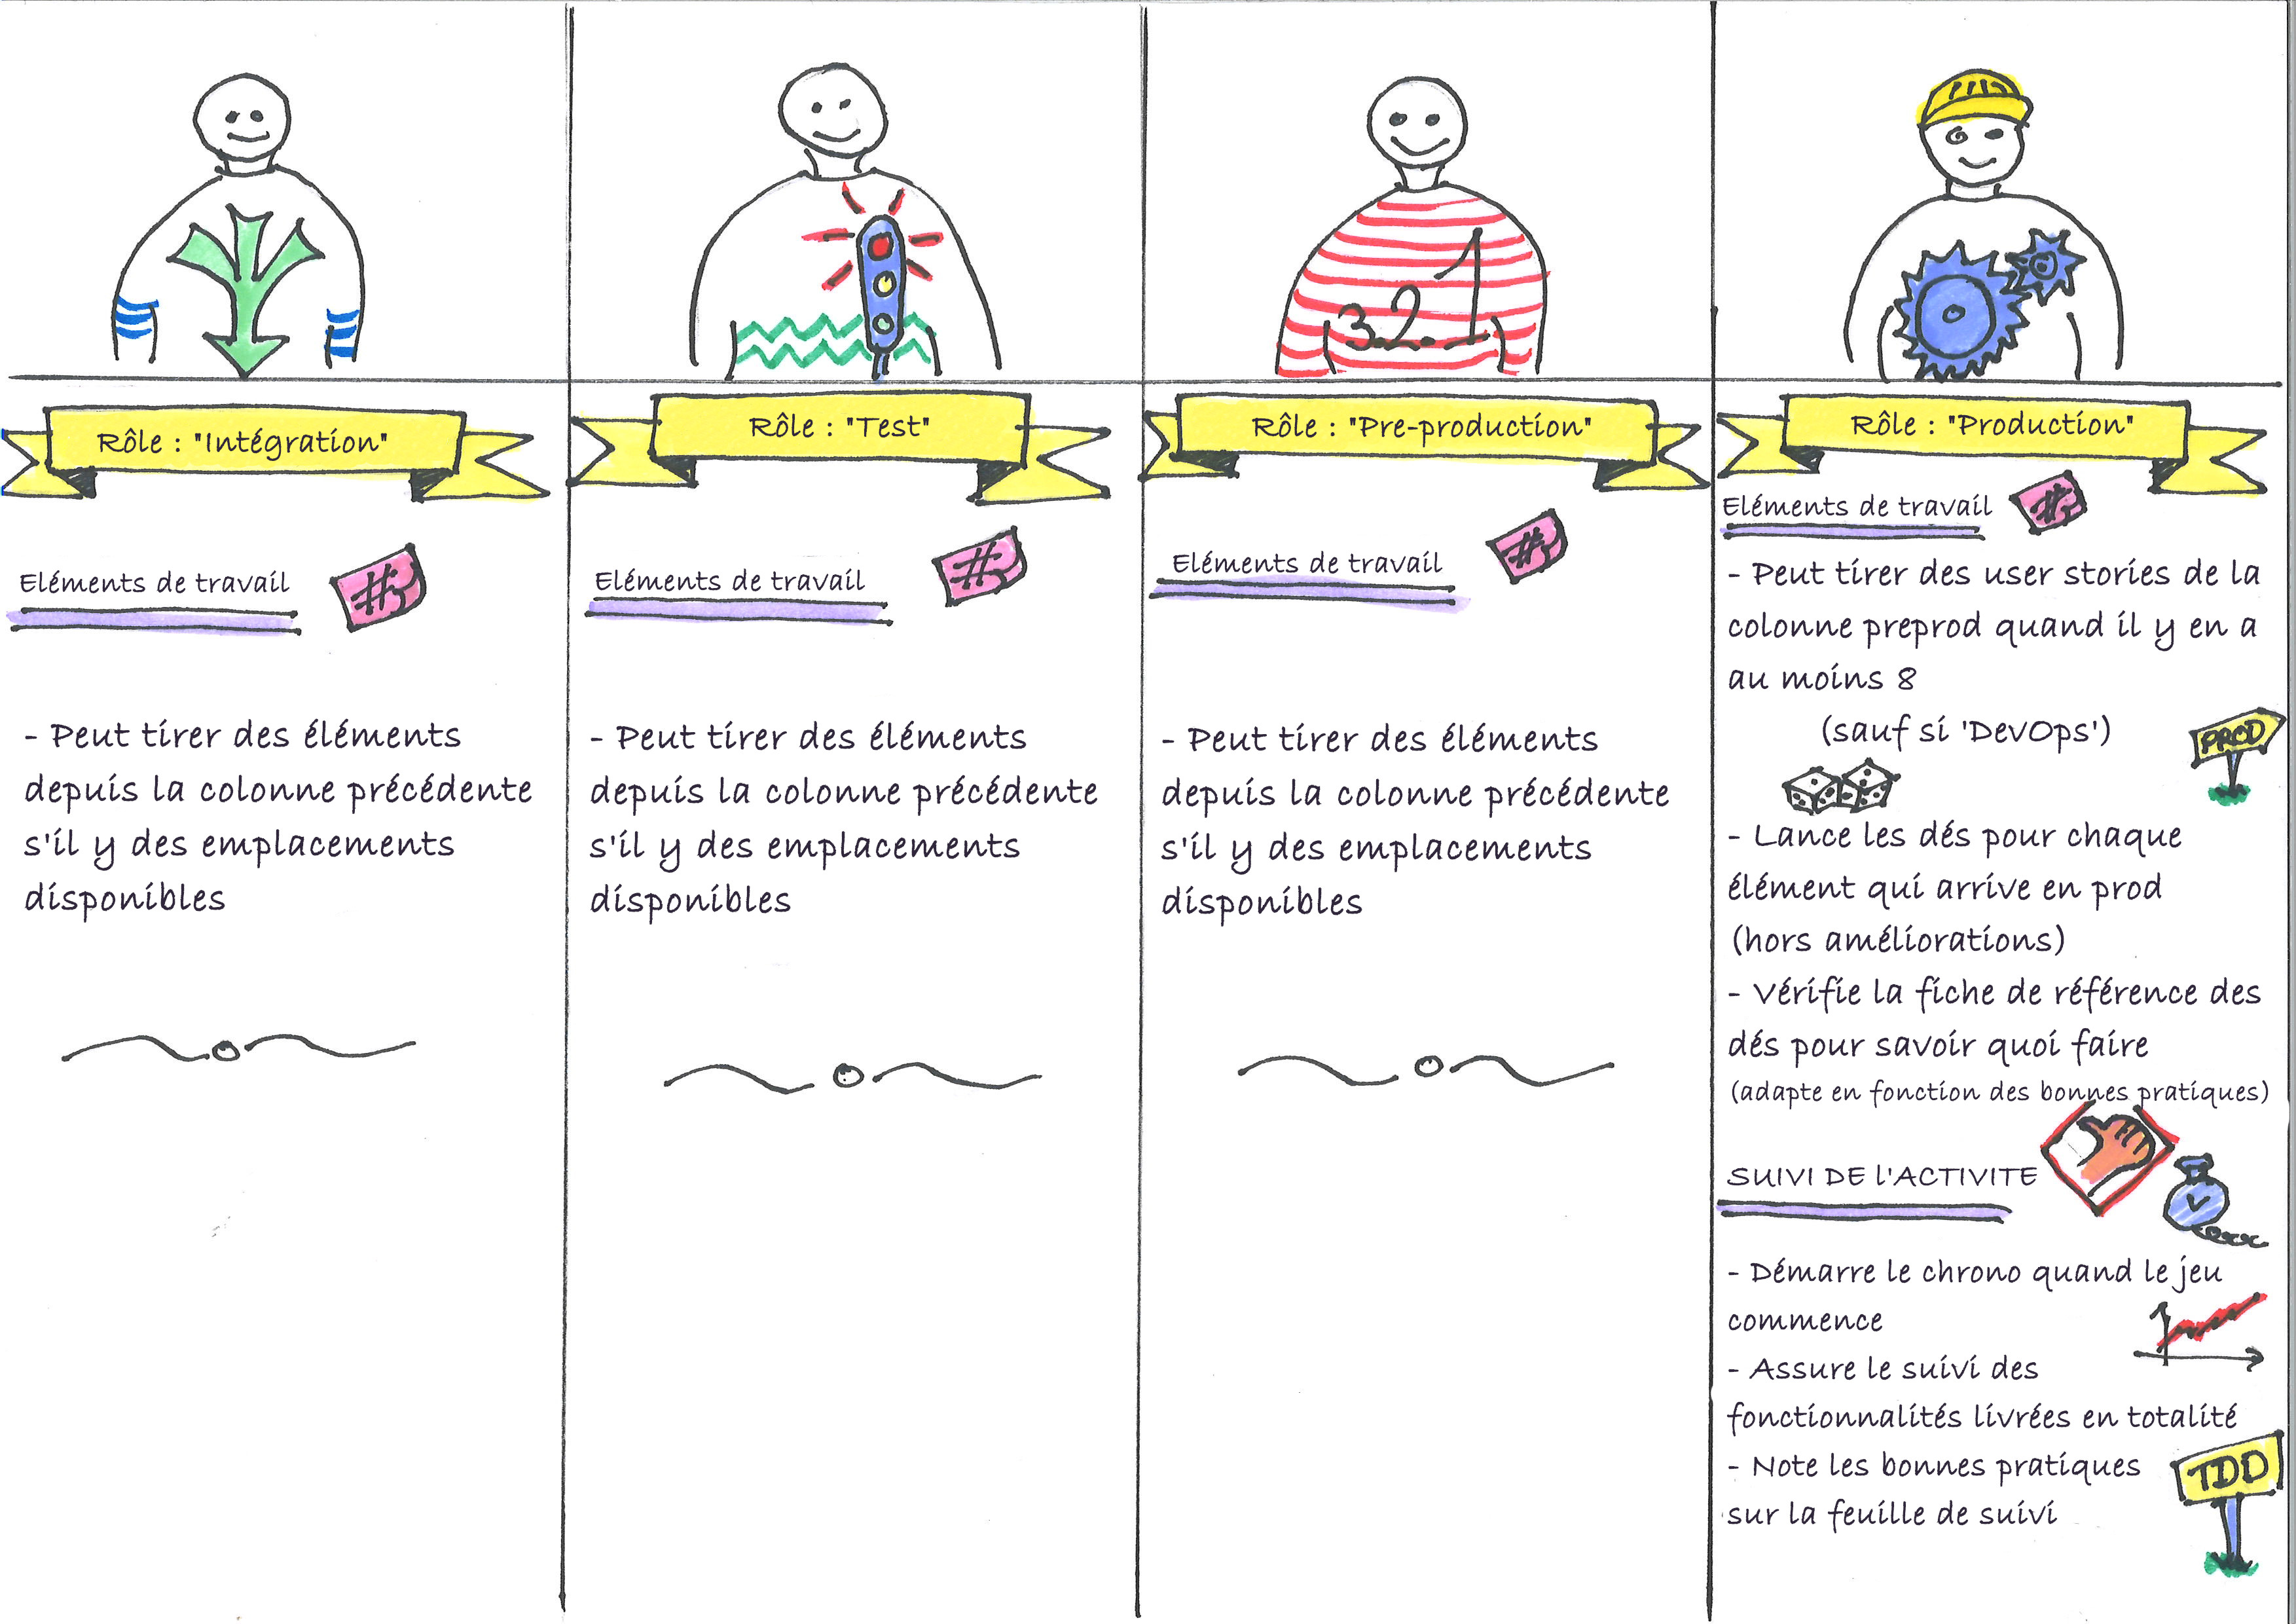 3.2.1
Rôle : "Intégration"
Eléments de travail
#
- Peut tirer des éléments
depuis la colonne précédente
s'il y des emplacements
disponibles
Rôle : "Test"
Eléments de travail
#
- Peut tirer des éléments
depuis la colonne précédente
s'il y des emplacements
disponibles
Rôle : "Pre-production"
Eléments de travail
#
- Peut tirer des éléments
depuis la colonne précédente
s'il y des emplacements
disponibles
Rôle : "Production"
Eléments de travail
#
- Peut tirer des user stories de la
colonne preprod quand il y en a
au moins 8
(sauf si 'DevOps')
PROD
- Lance les dés pour chaque
élément qui arrive en prod
(hors améliorations)
- Vérifie la fiche de référence des
dés pour savoir quoi faire
(adapte en fonction des bonnes pratiques)
SUIVI DE l'ACTIVITE
- Démarre le chrono quand le jeu
commence
- Assure le suivi des
fonctionnalités livrées en totalité
- Note les bonnes pratiques
sur la feuille de suivi
TDD